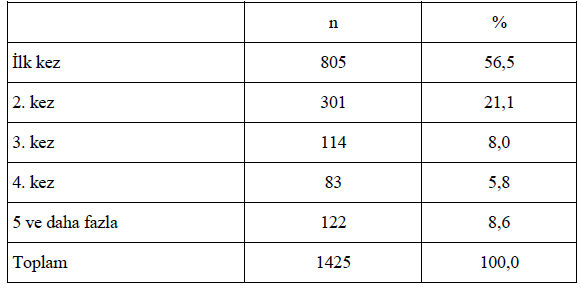 n %
İlk kez 805 56,5
2. kez 301 21,1
3. kez 114 8,0
4. kez 83 5,8
5 ve daha fazla 122 8,6
Toplam 1425 100,0